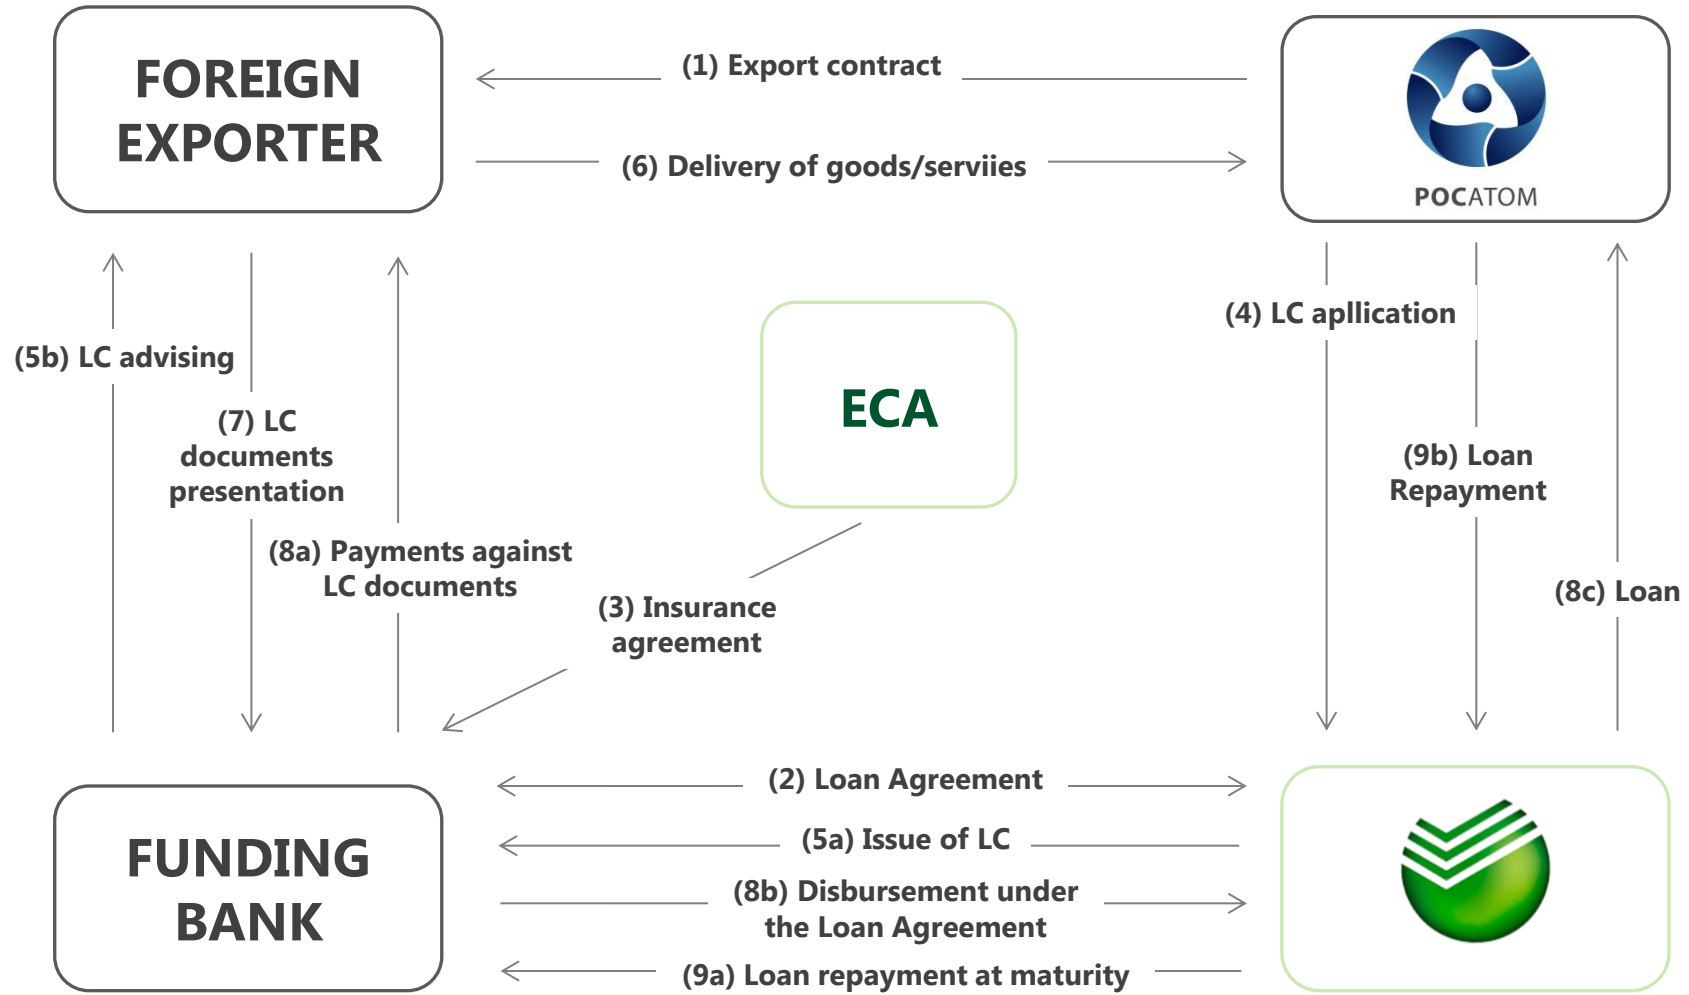 FOREIGN
EXPORTER
(1) Export contract
(6) Delivery of goods/serviies
РОСАТОМ
(5b) LC advising
(7) LC
documents
presentation
(8a) Payments against
LC documents
ECA
(3) Insurance
agreement
(4) LC apllication
(9b) Loan
Repayment
(8c) Loan
FUNDING
BANK
(2) Loan Agreement
(5a) Issue of LC
(8b) Disbursement under
the Loan Agreement
(9a) Loan repayment at maturity